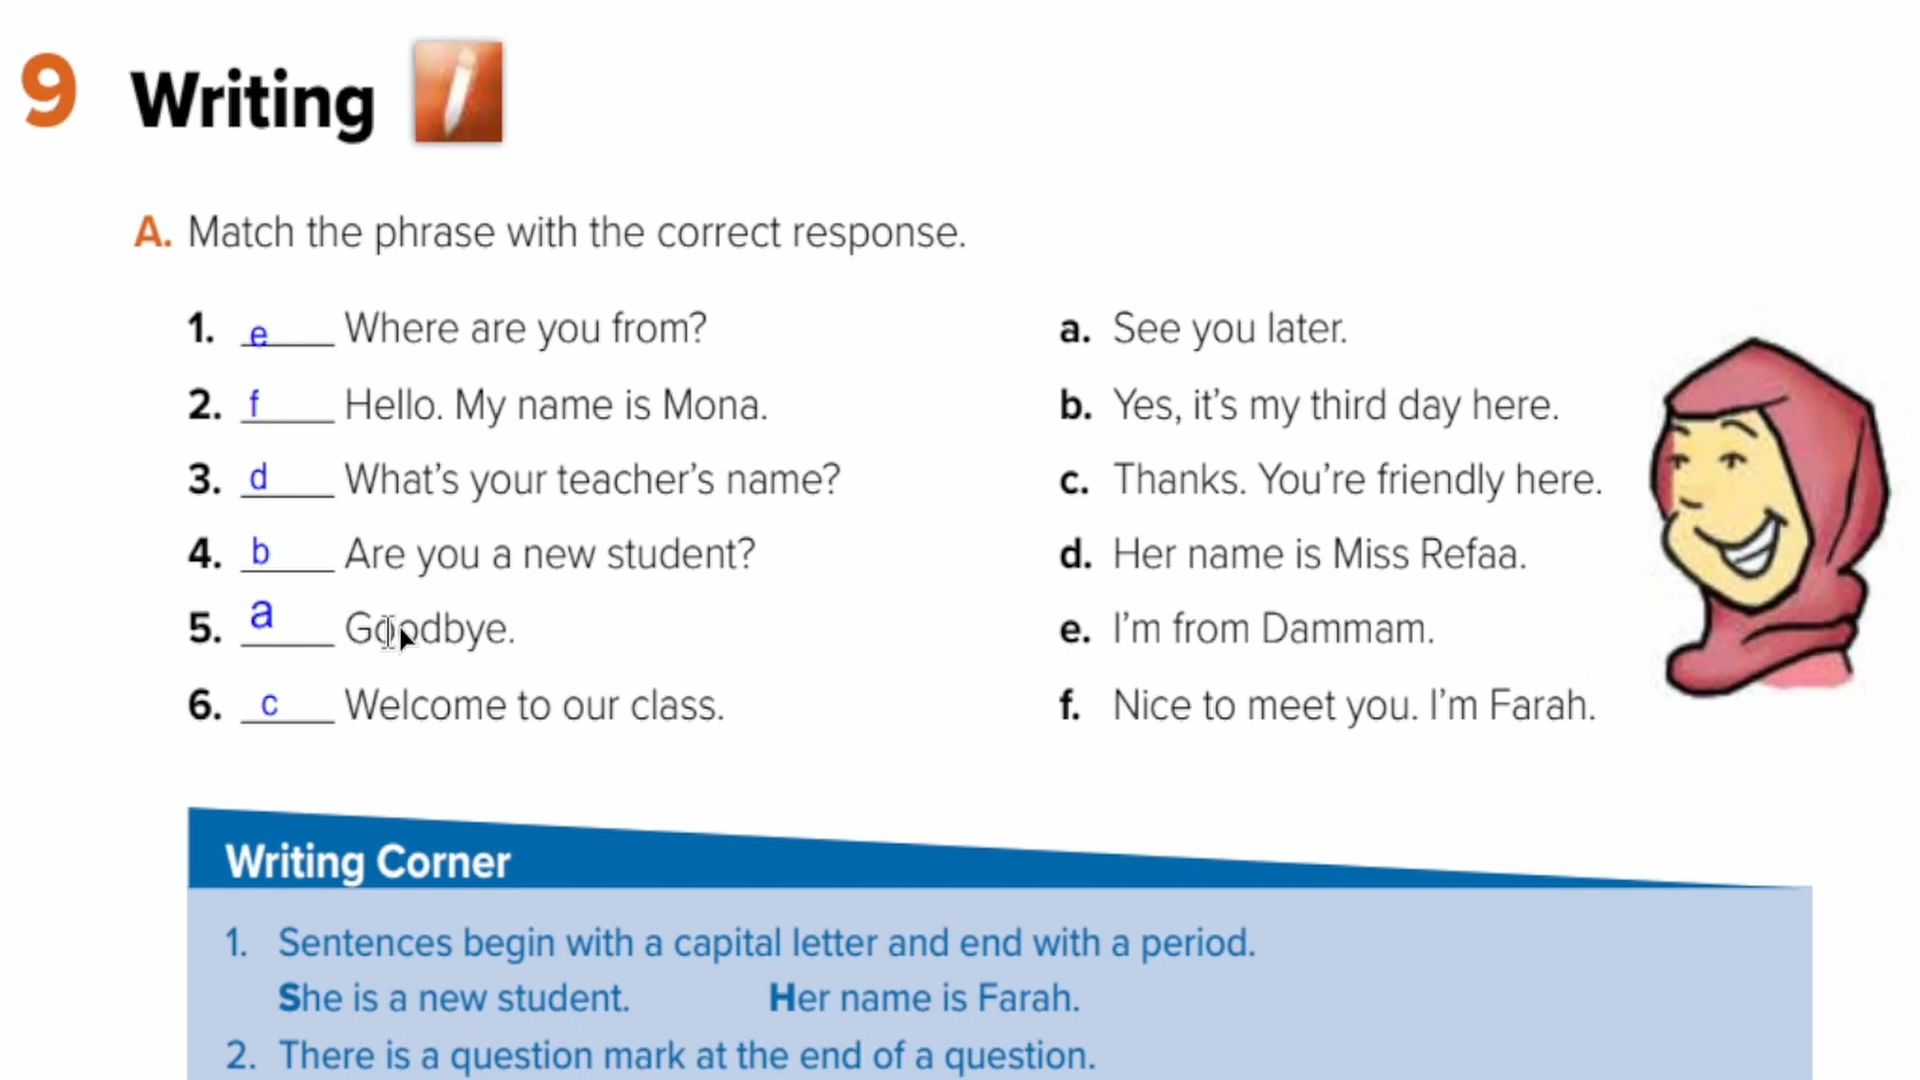 9 Writing
A. Match the phrase with the correct response.
1. e Where are you from?
2. f Hello. My name is Mona.
3. d What's your teacher's name?
4. b Are you a new student?
5. a Goodbye.
6. c Welcome to our class.
a. See you later.
b. Yes, it's my third day here.
c. Thanks. You're friendly here.
d. Her name is Miss Refaa.
e. I'm from Dammam.
f. Nice to meet you. I'm Farah.
Writing Corner
1. Sentences begin with a capital letter and end with a period.
She is a new student. Her name is Farah.
2. There is a question mark at the end of a question.